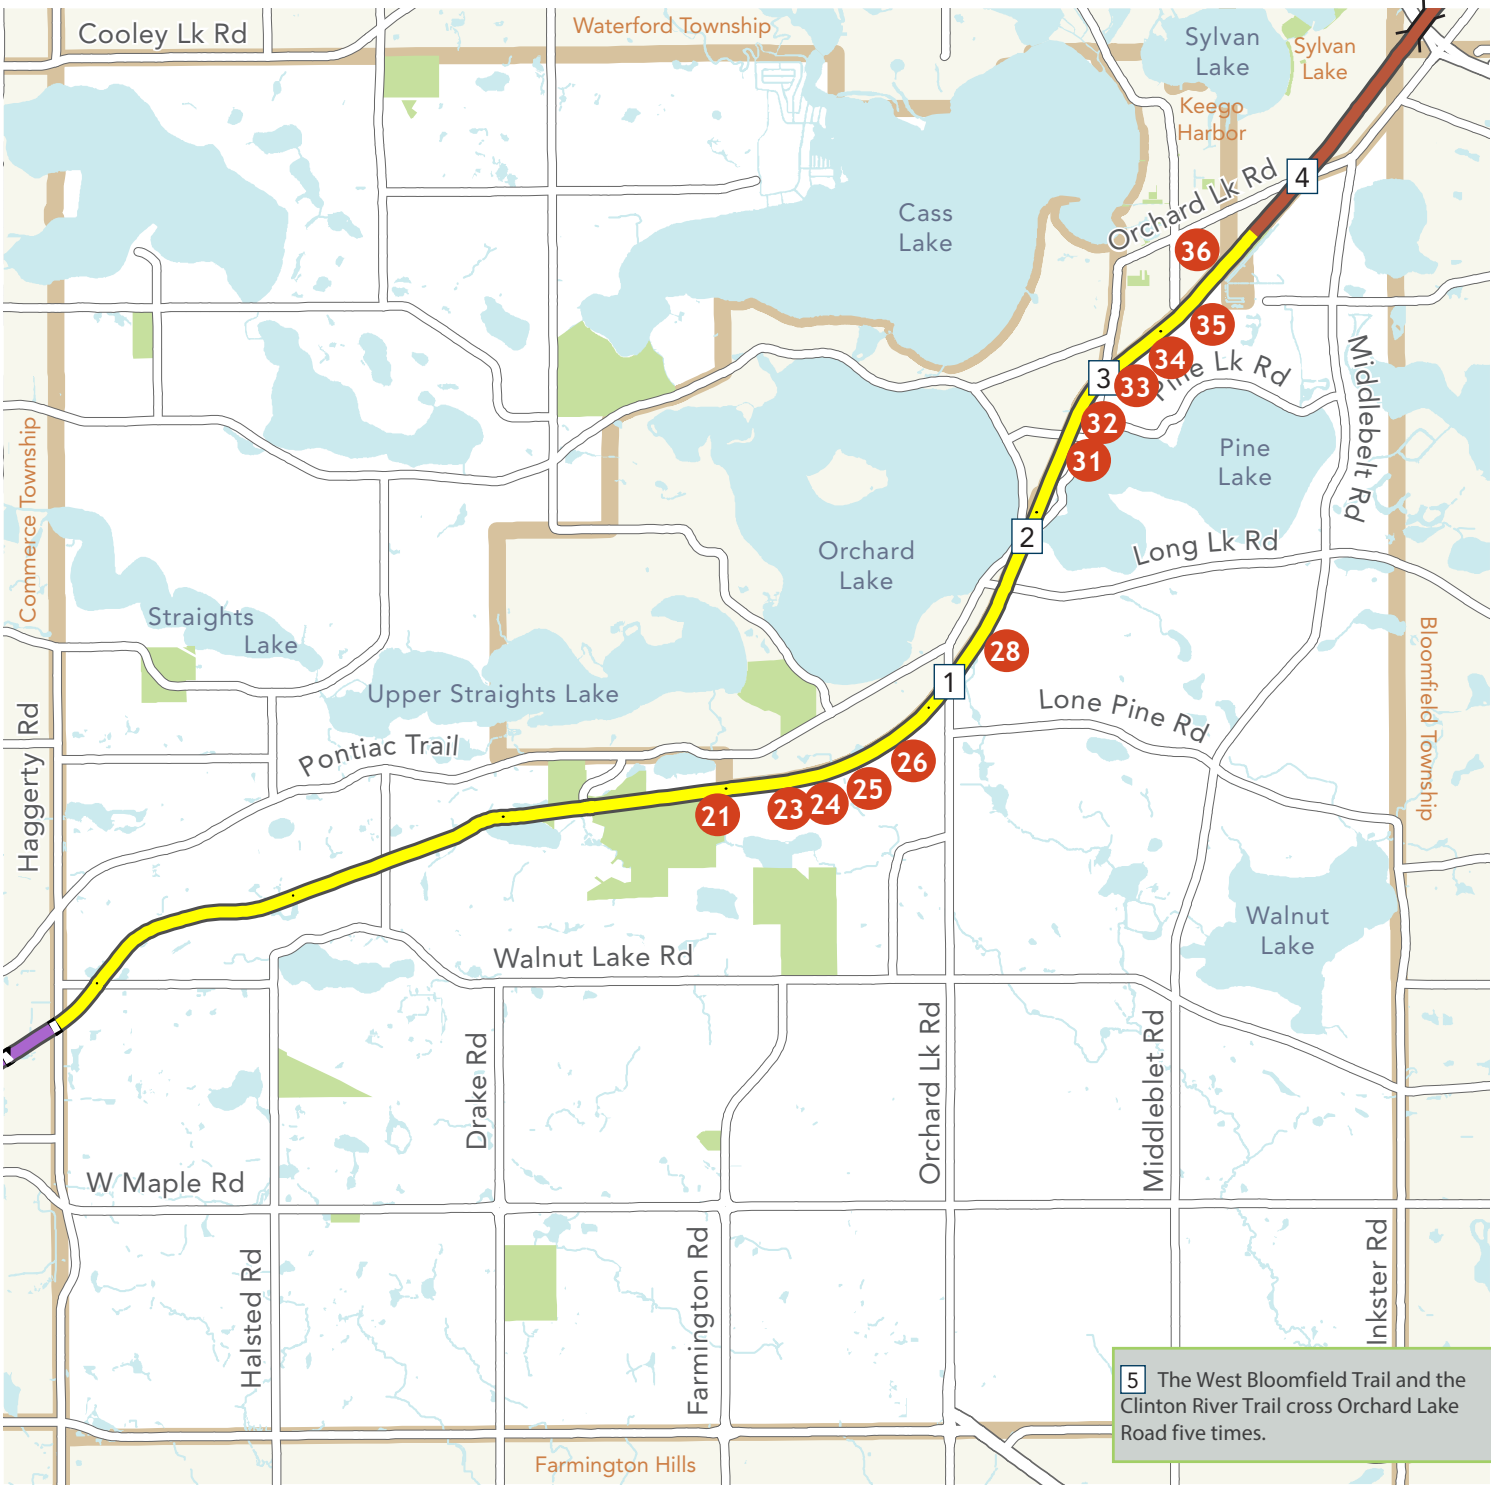 Cooley Lk Rd
Waterford Township
Sylvan
Lake
Sylvan
Lake
Keego
Harbor
4
Orchard Lk Rd
Cass
Lake
36
35
34
3
33
Pine Lk Rd
Middlebelt Rd
32
31
Pine
Lake
Commerce Township
2
Long Lk Rd
Orchard
Lake
Straights
Lake
28
Bloomfield Township
1
Upper Straights Lake
Lone Pine Rd
Pontiac Trail
Haggerty Rd
26
25
24
23
21
Walnut
Lake
Walnut Lake Rd
Drake Rd
Orchard Lk Rd
Middleblet Rd
W Maple Rd
Halsted Rd
Farmington Rd
Inkster Rd
5 The West Bloomfield Trail and the
Clinton River Trail cross Orchard Lake
Road five times.
Farmington Hills